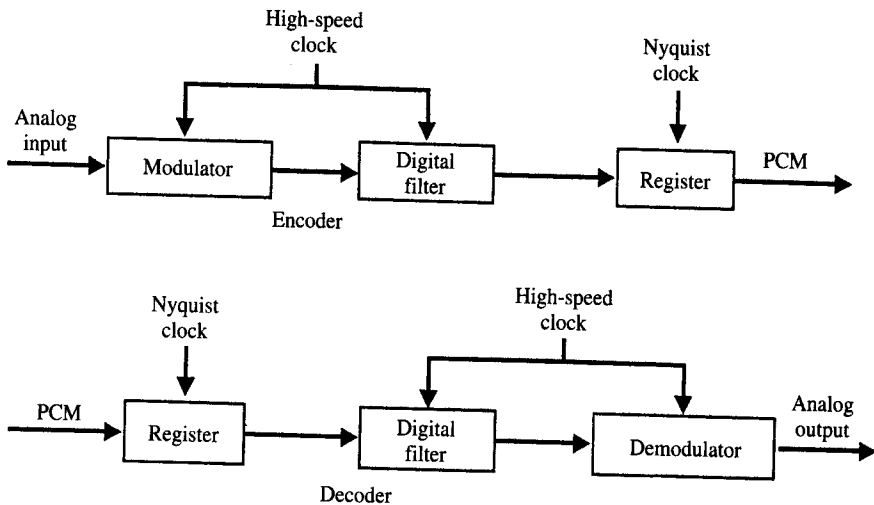 High-speed
clock
Nyquist
clock
Analog
input
Modulator
Digital
filter
Register
PCM
Encoder
Nyquist
clock
High-speed
clock
PCM
Register
Digital
filter
Demodulator
Analog
output
Decoder